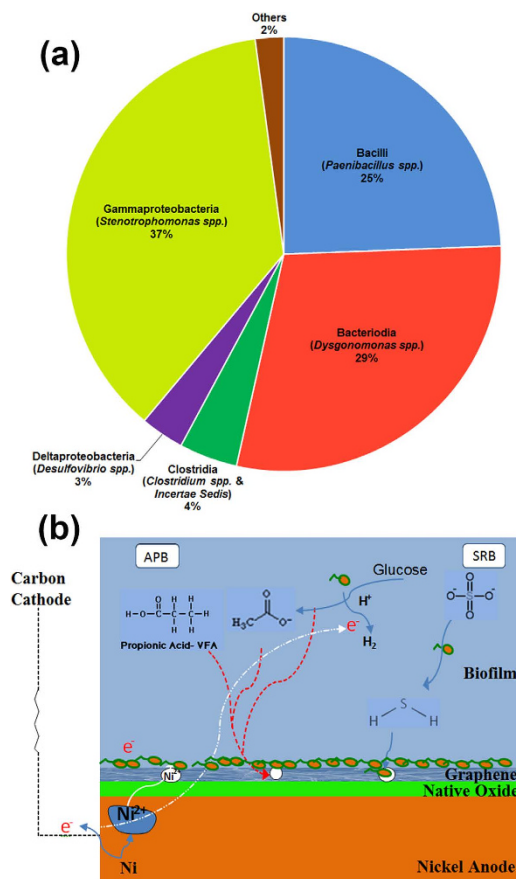 (a)
Others
2%
Bacilli
(Paenibacillus spp.)
25%
Gammaproteobacteria
(Stenotrophomonas spp.)
37%
Bacteriodia
(Dysgonomonas spp.)
29%
Deltaproteobacteria
(Desulfovibrio spp.)
3%
Clostridia
(Clostridium spp. &
Incertae Sedis)
4%
(b)
Carbon
Cathode
APB
SRB
Glucose
H⁺
e⁻
H₂
H-O-C-C-C-H
O H H
H H
Propionic Acid- VFA
H₃C O O⁻
O
O⁻-S-O⁻
O
Biofilm
H S H
e⁻
Ni²⁺
Graphene
Native Oxide
e⁻
Ni²⁺
Ni
Nickel Anode